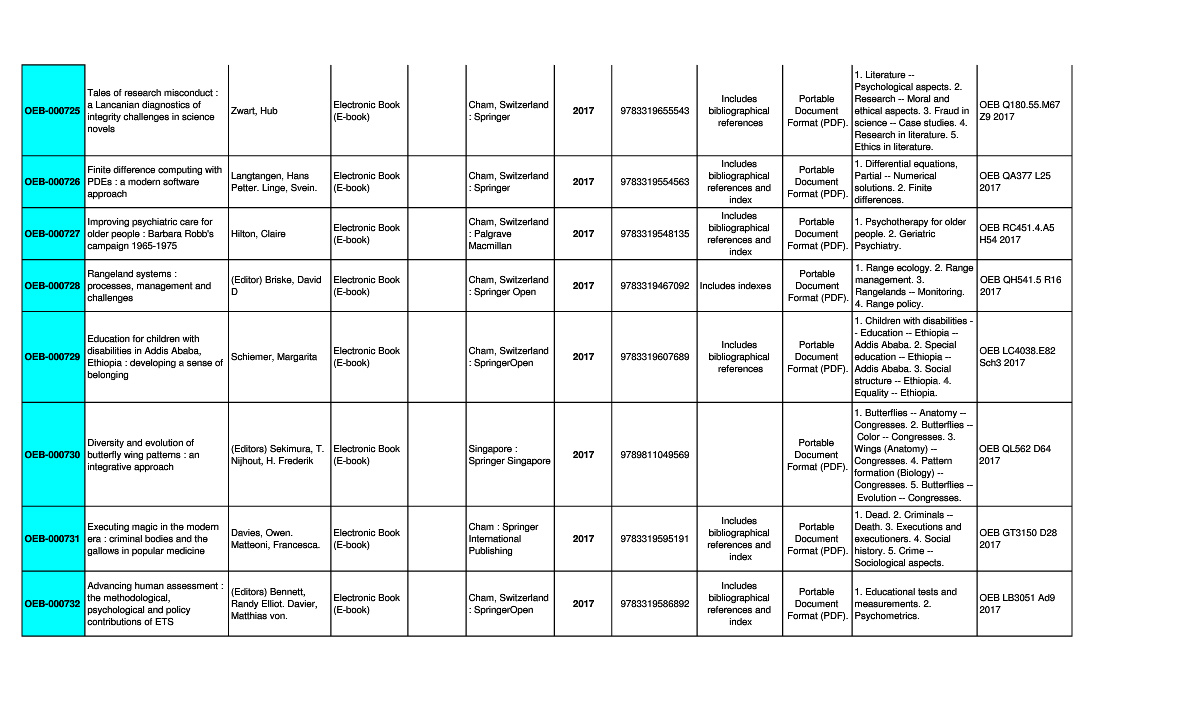 OEB-000725
Tales of research misconduct :
a Lancanian diagnostics of
integrity challenges in science
novels
Zwart, Hub
Electronic Book
(E-book)
Cham, Switzerland
: Springer
2017
9783319655543
Includes
bibliographical
references
Portable
Document
Format (PDF).
1. Literature --
Psychological aspects. 2.
Research -- Moral and
ethical aspects. 3. Fraud in
science -- Case studies. 4.
Research in literature. 5.
Ethics in literature.
OEB Q180.55.M67
Z9 2017
OEB-000726
Finite difference computing with
PDEs : a modern software
approach
Langtangen, Hans
Petter. Linge, Svein.
Electronic Book
(E-book)
Cham, Switzerland
: Springer
2017
9783319554563
Includes
bibliographical
references and
index
Portable
Document
Format (PDF).
1. Differential equations,
Partial -- Numerical
solutions. 2. Finite
differences.
OEB QA377 L25
2017
OEB-000727
Improving psychiatric care for
older people : Barbara Robb's
campaign 1965-1975
Hilton, Claire
Electronic Book
(E-book)
Cham, Switzerland
: Palgrave
Macmillan
2017
9783319548135
Includes
bibliographical
references and
index
Portable
Document
Format (PDF).
1. Psychotherapy for older
people. 2. Geriatric
Psychiatry.
OEB RC451.4.A5
H54 2017
OEB-000728
Rangeland systems :
processes, management and
challenges
(Editor) Briske, David
D
Electronic Book
(E-book)
Cham, Switzerland
: Springer Open
2017
9783319467092
Includes indexes
Portable
Document
Format (PDF).
1. Range ecology. 2. Range
management. 3.
Rangelands -- Monitoring.
4. Range policy.
OEB QH541.5 R16
2017
OEB-000729
Education for children with
disabilities in Addis Ababa,
Ethiopia : developing a sense of
belonging
Schiemer, Margarita
Electronic Book
(E-book)
Cham, Switzerland
: SpringerOpen
2017
9783319607689
Includes
bibliographical
references
Portable
Document
Format (PDF).
1. Children with disabilities -
- Education -- Ethiopia --
Addis Ababa. 2. Special
education -- Ethiopia --
Addis Ababa. 3. Social
structure -- Ethiopia. 4.
Equality -- Ethiopia.
OEB LC4038.E82
Sch3 2017
OEB-000730
Diversity and evolution of
butterfly wing patterns : an
integrative approach
(Editors) Sekimura, T.
Nijhout, H. Frederik
Electronic Book
(E-book)
Singapore :
Springer Singapore
2017
9789811049569
Portable
Document
Format (PDF).
1. Butterflies -- Anatomy --
Congresses. 2. Butterflies --
Color -- Congresses. 3.
Wings (Anatomy) --
Congresses. 4. Pattern
formation (Biology) --
Congresses. 5. Butterflies --
Evolution -- Congresses.
OEB QL562 D64
2017
OEB-000731
Executing magic in the modern
era : criminal bodies and the
gallows in popular medicine
Davies, Owen.
Matteoni, Francesca.
Electronic Book
(E-book)
Cham : Springer
International
Publishing
2017
9783319595191
Includes
bibliographical
references and
index
Portable
Document
Format (PDF).
1. Dead. 2. Criminals --
Death. 3. Executions and
executioners. 4. Social
history. 5. Crime --
Sociological aspects.
OEB GT3150 D28
2017
OEB-000732
Advancing human assessment :
the methodological,
psychological and policy
contributions of ETS
(Editors) Bennett,
Randy Elliot. Davier,
Matthias von.
Electronic Book
(E-book)
Cham, Switzerland
: SpringerOpen
2017
9783319586892
Includes
bibliographical
references and
index
Portable
Document
Format (PDF).
1. Educational tests and
measurements. 2.
Psychometrics.
OEB LB3051 Ad9
2017